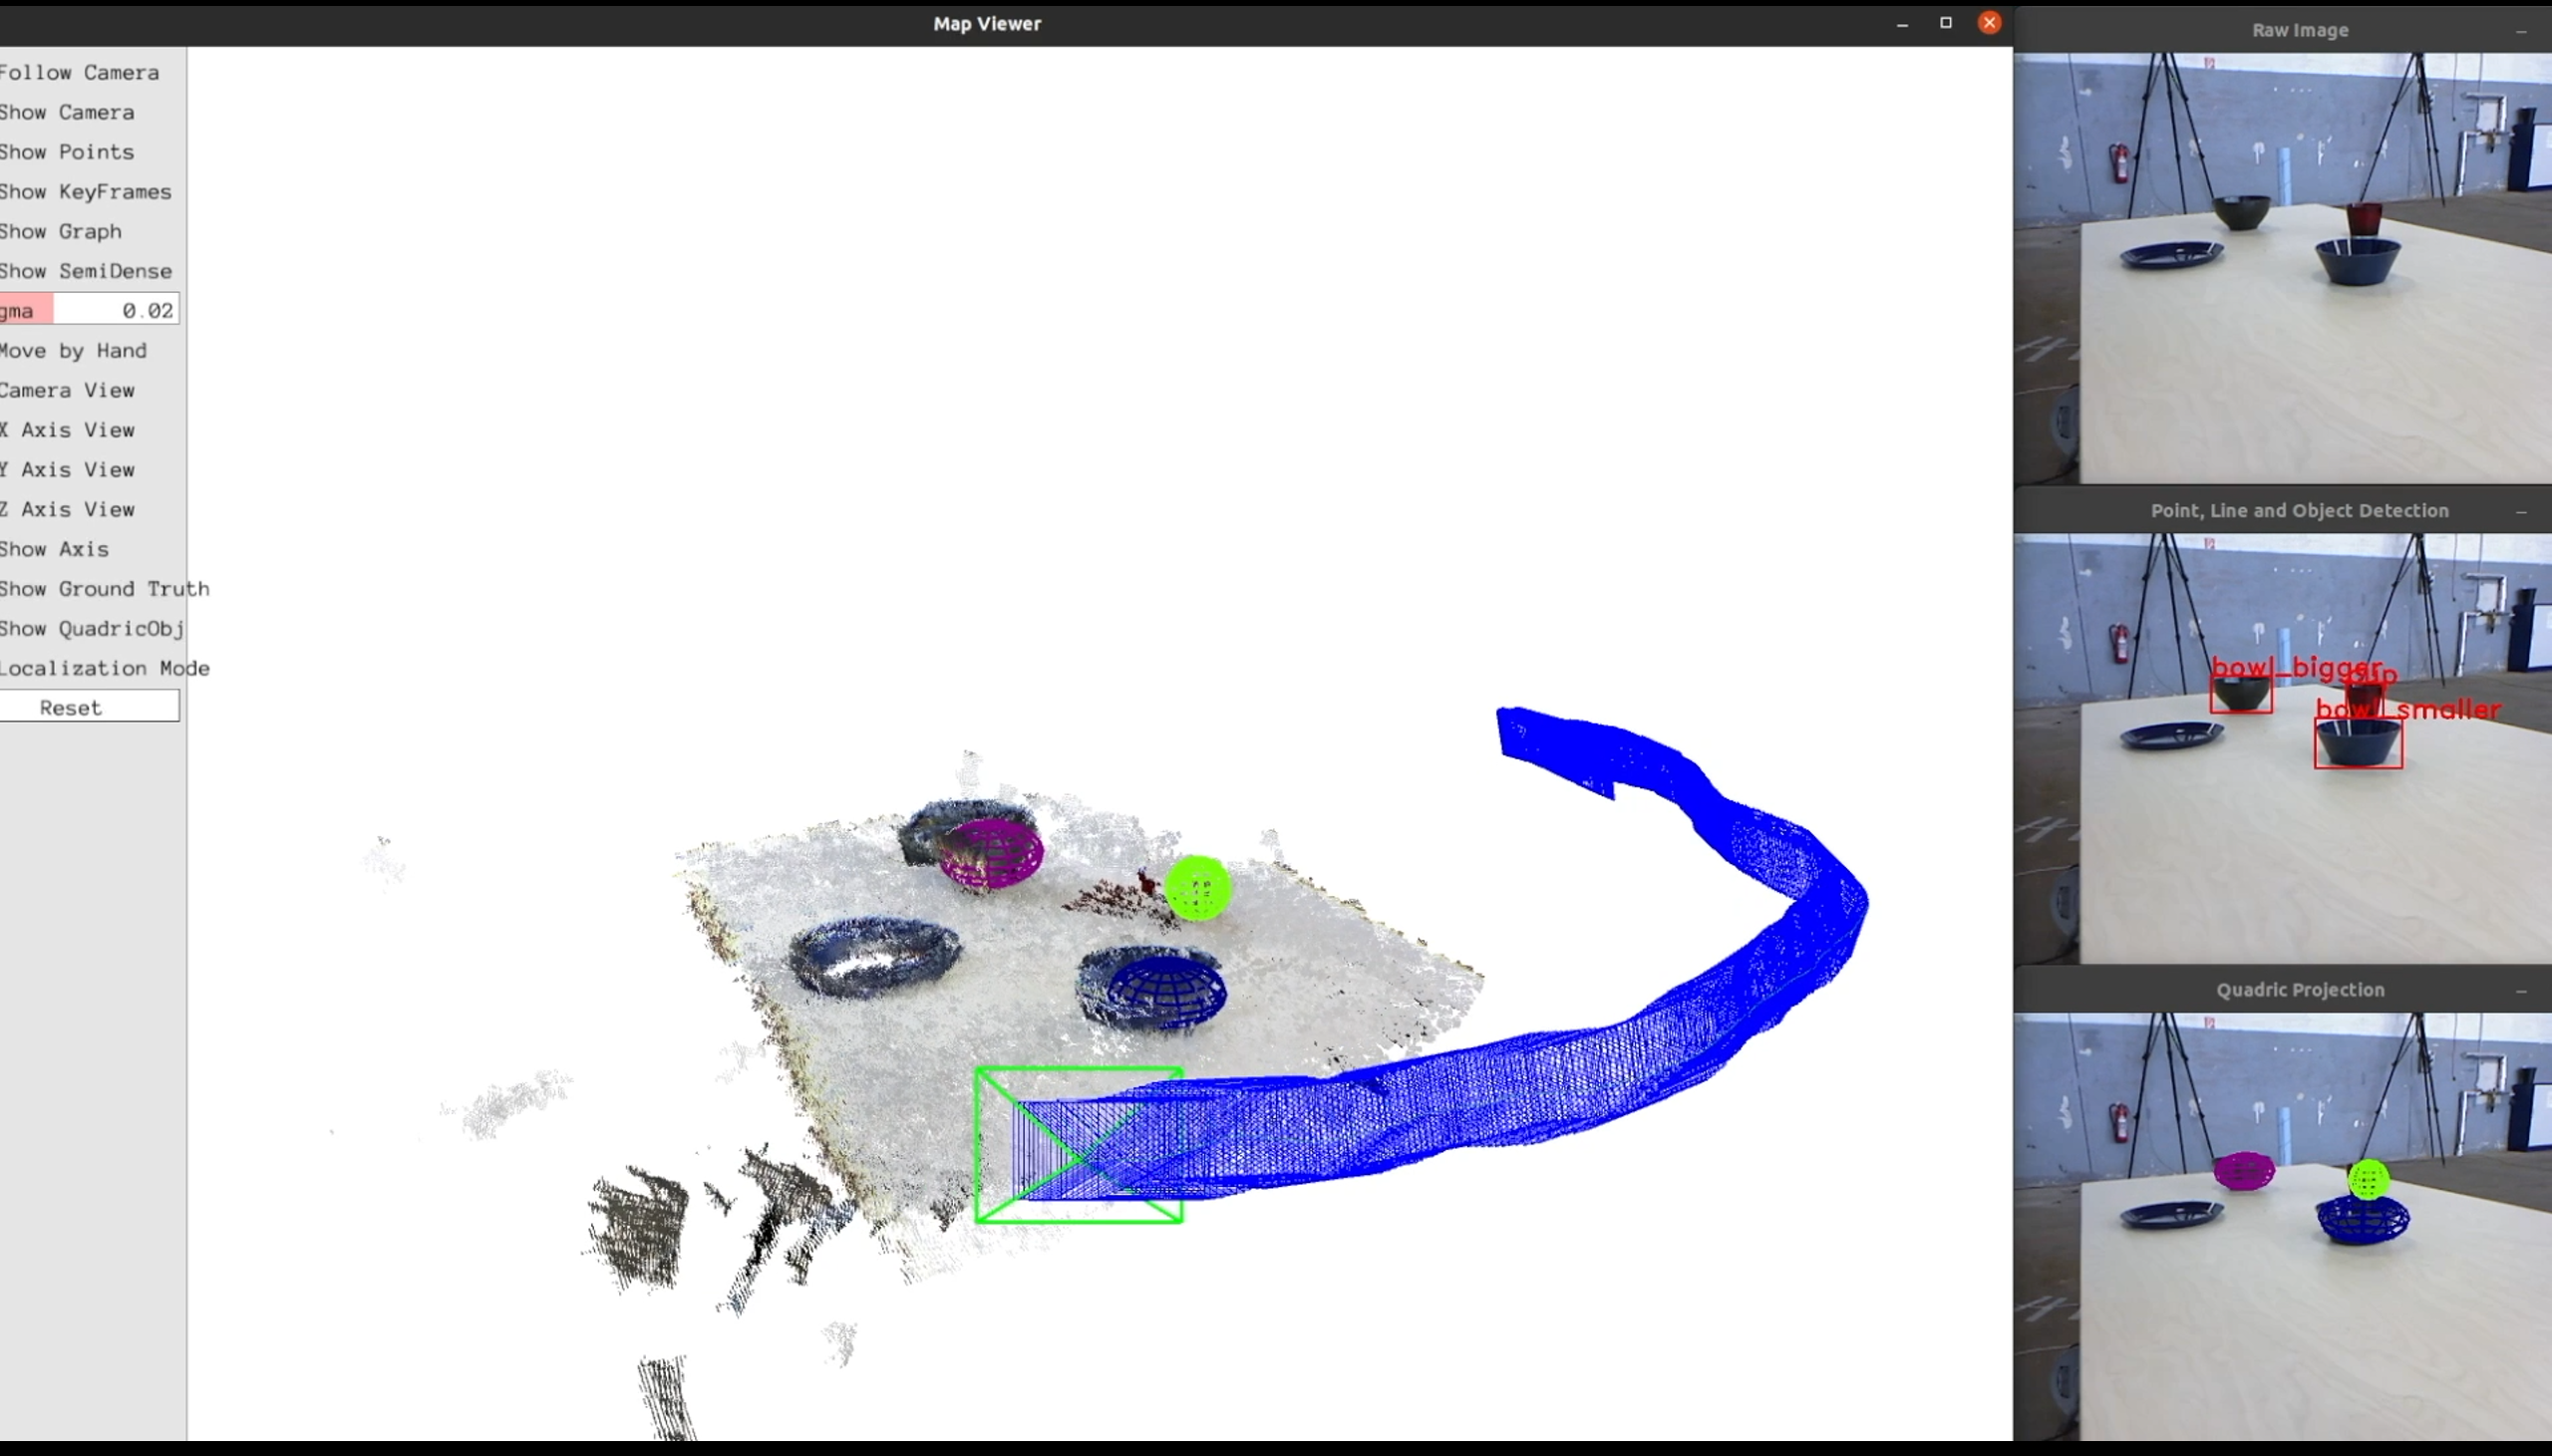 Map Viewer
Follow Camera
Show Camera
Show Points
Show KeyFrames
Show Graph
Show SemiDense
gma 0.02
Move by Hand
Camera View
X Axis View
Y Axis View
Z Axis View
Show Axis
Show Ground Truth
Show QuadricObj
Localization Mode
Reset
Raw Image
Point, Line and Object Detection
bowl_bigger
cup
bowl_smaller
Quadric Projection